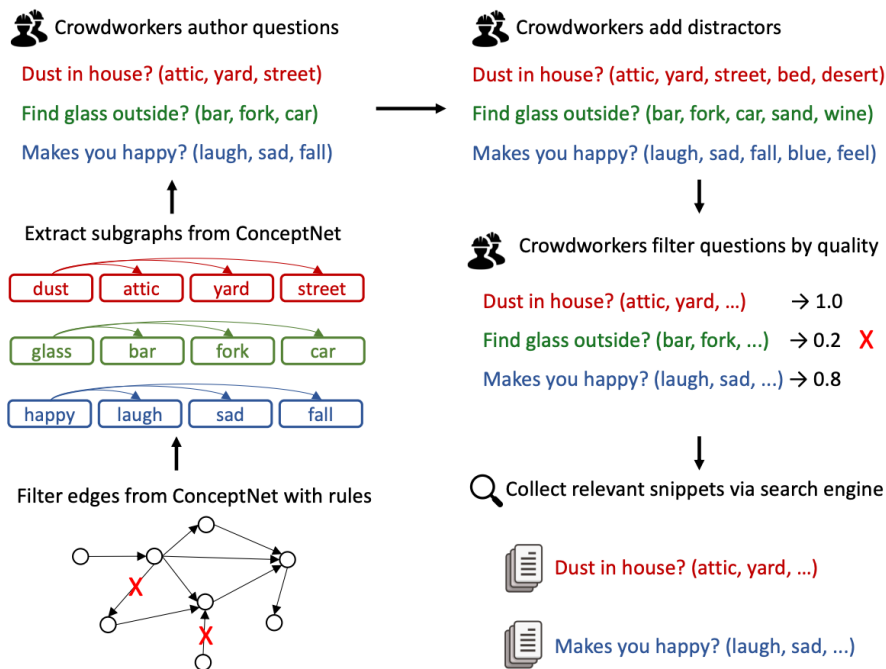 Crowdworkers author questions
Dust in house? (attic, yard, street)
Find glass outside? (bar, fork, car)
Makes you happy? (laugh, sad, fall)
Extract subgraphs from ConceptNet
dust attic yard street
glass bar fork car
happy laugh sad fall
Filter edges from ConceptNet with rules
X
X
Crowdworkers add distractors
Dust in house? (attic, yard, street, bed, desert)
Find glass outside? (bar, fork, car, sand, wine)
Makes you happy? (laugh, sad, fall, blue, feel)
Crowdworkers filter questions by quality
Dust in house? (attic, yard, …) → 1.0
Find glass outside? (bar, fork, ...) → 0.2 X
Makes you happy? (laugh, sad, ...) → 0.8
Collect relevant snippets via search engine
Dust in house? (attic, yard, …)
Makes you happy? (laugh, sad, ...)